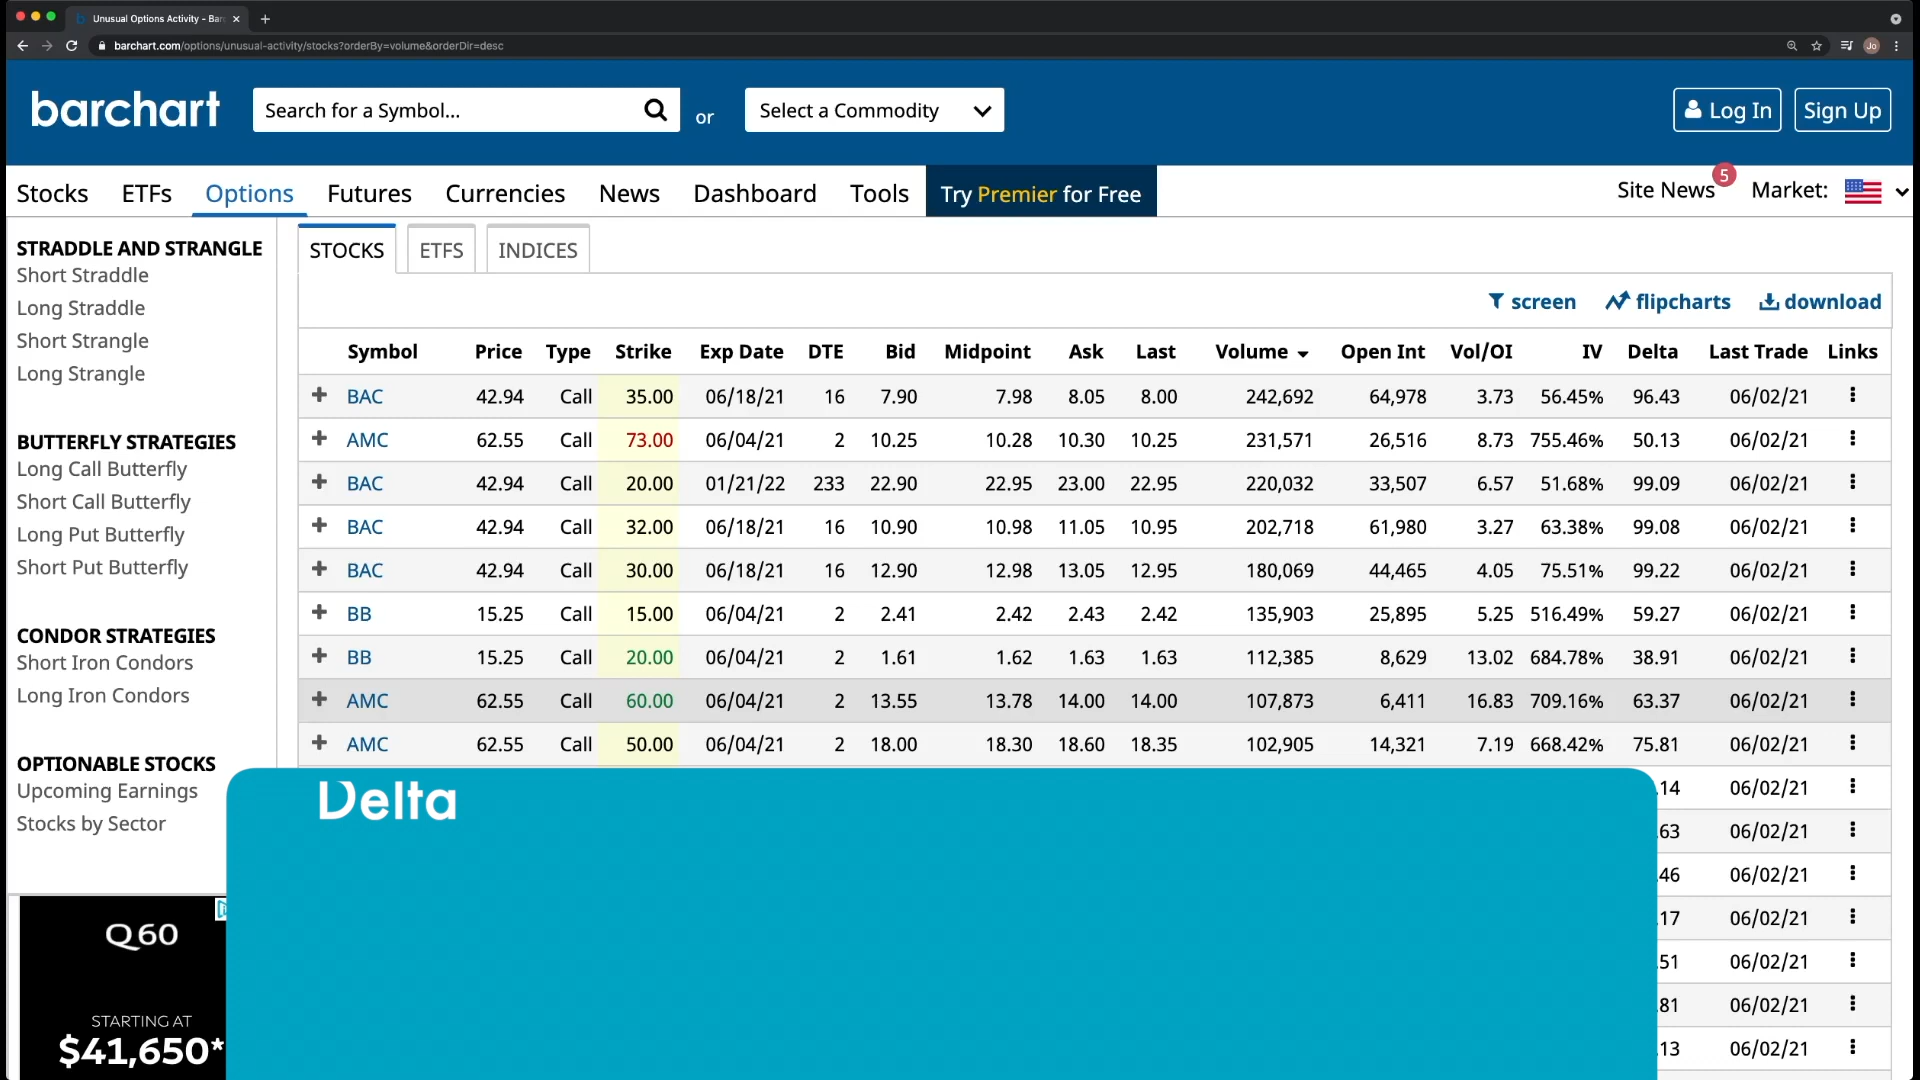 Unusual Options Activity - Bar
barchart.com/options/unusual-activity/stocks?orderBy=volume&orderDir=desc
Jo
barchart
Search for a Symbol...
or
Select a Commodity
Log In
Sign Up
Stocks ETFs Options Futures Currencies News Dashboard Tools Try Premier for Free
Site News 5 Market:
STRADDLE AND STRANGLE
Short Straddle
Long Straddle
Short Strangle
Long Strangle
BUTTERFLY STRATEGIES
Long Call Butterfly
Short Call Butterfly
Long Put Butterfly
Short Put Butterfly
CONDOR STRATEGIES
Short Iron Condors
Long Iron Condors
OPTIONABLE STOCKS
Upcoming Earnings
Stocks by Sector
Q60
STARTING AT
$41,650*
STOCKS ETFS INDICES
screen flipcharts download
Symbol Price Type Strike Exp Date DTE Bid Midpoint Ask Last Volume Open Int Vol/OI IV Delta Last Trade Links
BAC 42.94 Call 35.00 06/18/21 16 7.90 7.98 8.05 8.00 242,692 64,978 3.73 56.45% 96.43 06/02/21
AMC 62.55 Call 73.00 06/04/21 2 10.25 10.28 10.30 10.25 231,571 26,516 8.73 755.46% 50.13 06/02/21
BAC 42.94 Call 20.00 01/21/22 233 22.90 22.95 23.00 22.95 220,032 33,507 6.57 51.68% 99.09 06/02/21
BAC 42.94 Call 32.00 06/18/21 16 10.90 10.98 11.05 10.95 202,718 61,980 3.27 63.38% 99.08 06/02/21
BAC 42.94 Call 30.00 06/18/21 16 12.90 12.98 13.05 12.95 180,069 44,465 4.05 75.51% 99.22 06/02/21
BB 15.25 Call 15.00 06/04/21 2 2.41 2.42 2.43 2.42 135,903 25,895 5.25 516.49% 59.27 06/02/21
BB 15.25 Call 20.00 06/04/21 2 1.61 1.62 1.63 1.63 112,385 8,629 13.02 684.78% 38.91 06/02/21
AMC 62.55 Call 60.00 06/04/21 2 13.55 13.78 14.00 14.00 107,873 6,411 16.83 709.16% 63.37 06/02/21
AMC 62.55 Call 50.00 06/04/21 2 18.00 18.30 18.60 18.35 102,905 14,321 7.19 668.42% 75.81 06/02/21
.14 06/02/21
.63 06/02/21
.46 06/02/21
.17 06/02/21
.51 06/02/21
.81 06/02/21
.13 06/02/21
Delta